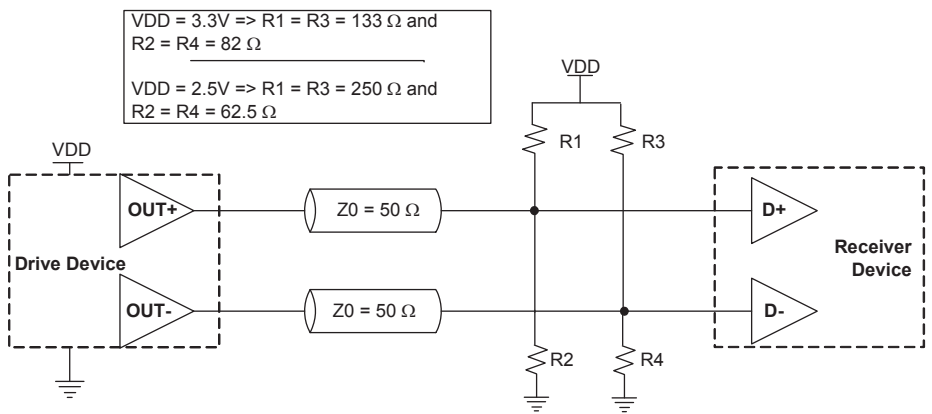 VDD = 3.3V => R1 = R3 = 133 Ω and
R2 = R4 = 82 Ω
VDD = 2.5V => R1 = R3 = 250 Ω and
R2 = R4 = 62.5 Ω
VDD
R1
R3
VDD
OUT+
Z0 = 50 Ω
D+
Drive Device
Receiver
Device
OUT-
Z0 = 50 Ω
D-
R2
R4